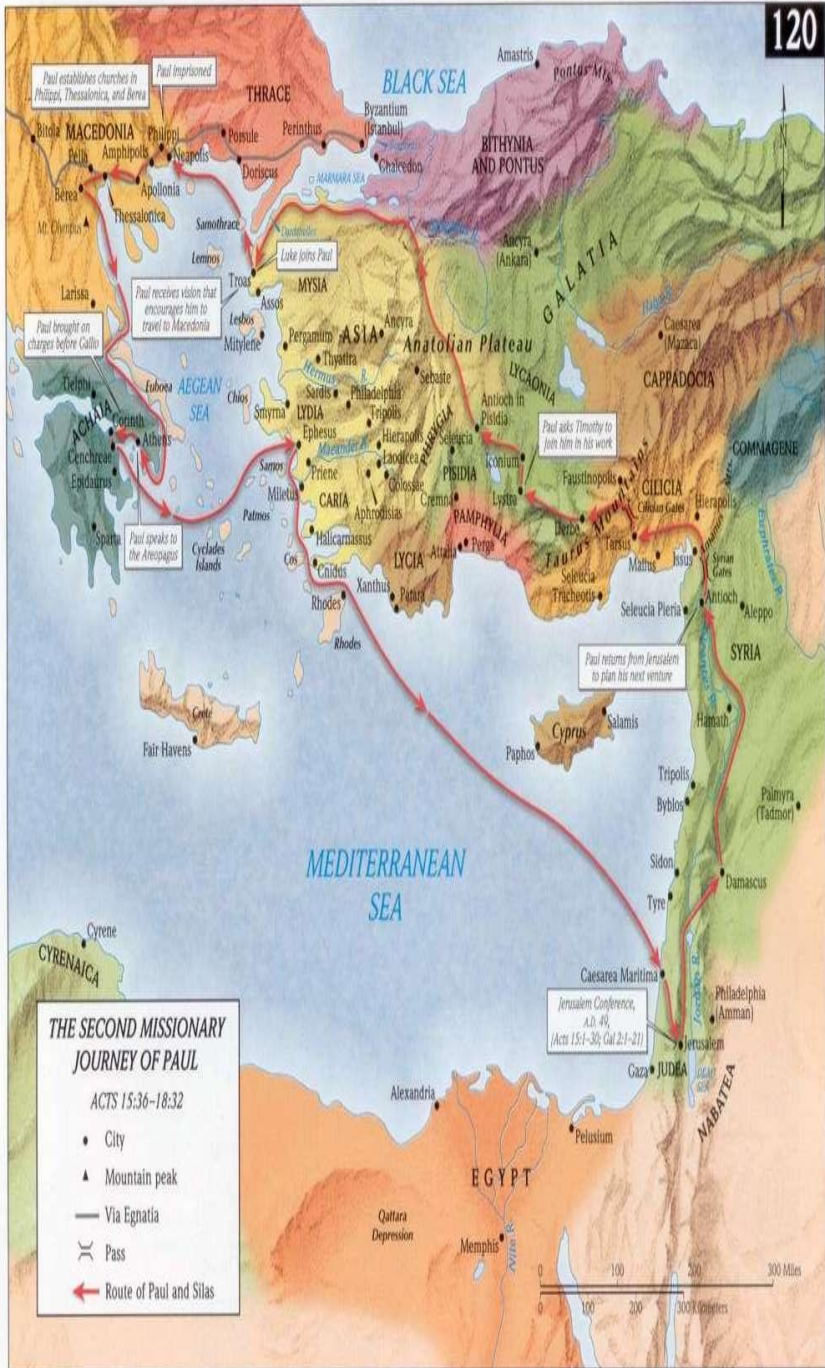 120
Paul establishes churches in
Philippi, Thessalonica, and Berea
Paul imprisoned
THRACE
BLACK SEA
Amastris
Pontus Mts.
Byzantium
(Istanbul)
BITHYNIA
AND PONTUS
Bitola
MACEDONIA
Philippi
Porsule
Perinthus
Pella
Amphipolis
Neapolis
Doriscus
Chalcedon
Berea
Apollonia
MARMARA SEA
Mt. Olympus
Thessalonica
Samothrace
Dardanelles
Luke joins Paul
Ancyra
(Ankara)
GALATIA
Lemnos
Troas
MYSIA
Larissa
Paul receives vision that
encourages him to
travel to Macedonia
Assos
Lesbos
Mitylene
Pergamum
ASIA
Ancyra
Anatolian Plateau
Caesarea
(Mazaca)
Paul brought on
charges before Gallio
Thyatira
Hermus R.
LYCAONIA
CAPPADOCIA
Delphi
Euboea
AEGEAN
SEA
Chios
Sardis
Philadelphia
Sebaste
Smyrna
LYDIA
Tripolis
Antioch in
Pisidia
Paul asks Timothy to
join him in his work
COMMAGENE
ACHAIA
Corinth
Athens
Ephesus
Hierapolis
PHRYGIA
Seleucia
Cenchreae
Maeander R.
Laodicea
Iconium
Epidaurus
Samos
Priene
Colossae
PISIDIA
Faustinopolis
CILICIA
Hierapolis
Miletus
Cremna
Lystra
Cilician Gates
CARIA
Aphrodisias
PAMPHYLIA
Derbe
Taurus Mountains
Tarsus
Amanus
Mts.
Euphrates R.
Sparta
Paul speaks to
the Areopagus
Patmos
Halicarnassus
Cyclades
Islands
LYCIA
Attalia
Perga
Mallus
Issus
Syrian
Gates
Cos
Cnidus
Xanthus
Patara
Seleucia
Tracheotis
Antioch
Rhodes
Seleucia Pieria
Aleppo
Rhodes
Paul returns from Jerusalem
to plan his next venture
SYRIA
Crete
Cyprus
Salamis
Hamath
Fair Havens
Paphos
Tripolis
Byblos
Palmyra
(Tadmor)
MEDITERRANEAN
SEA
Sidon
Damascus
Tyre
Cyrene
CYRENAICA
Caesarea Maritima
Jordan R.
Philadelphia
(Amman)
Jerusalem Conference,
A.D. 49,
(Acts 15:1–30; Gal 2:1–21)
Jerusalem
Gaza
JUDEA
NABATEA
Alexandria
Pelusium
EGYPT
Qattara
Depression
Memphis
Nile R.
THE SECOND MISSIONARY
JOURNEY OF PAUL
ACTS 15:36–18:32
City
Mountain peak
Via Egnatia
Pass
Route of Paul and Silas
0 200 300 Miles
0 100 200 300 Kilometers